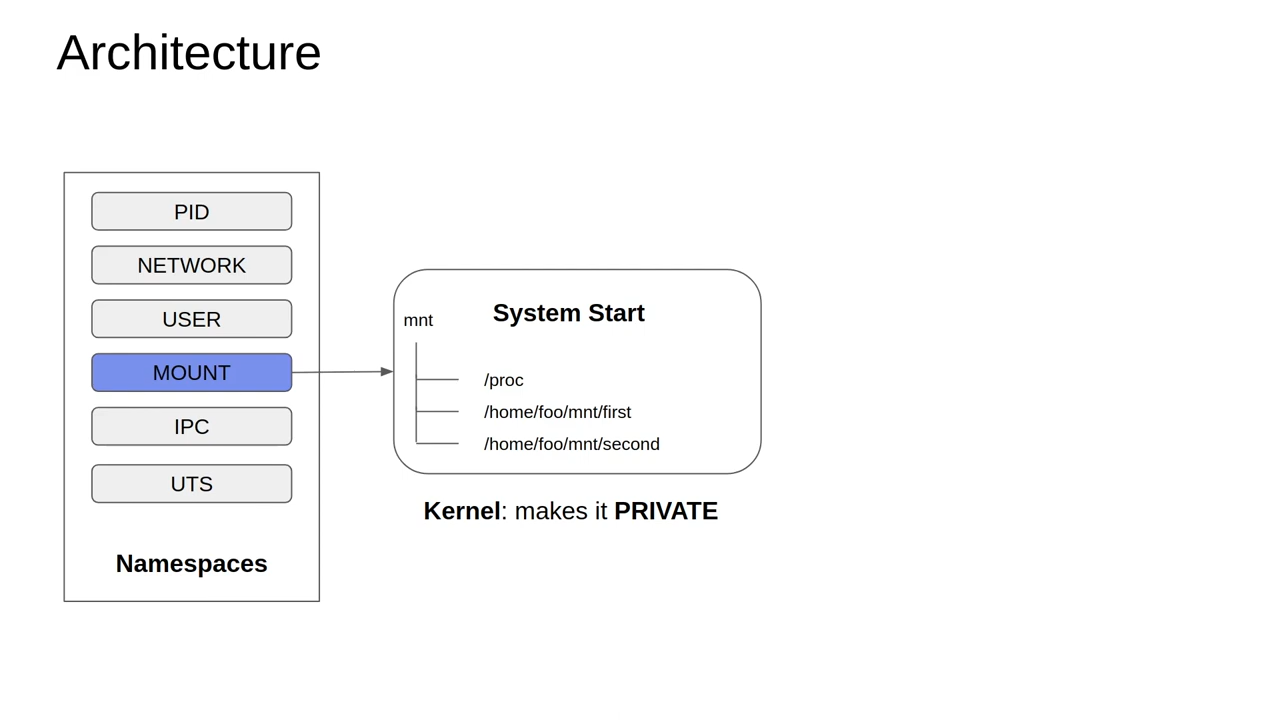 Architecture
PID
NETWORK
USER
MOUNT
IPC
UTS
Namespaces
System Start
mnt
/proc
/home/foo/mnt/first
/home/foo/mnt/second
Kernel: makes it PRIVATE